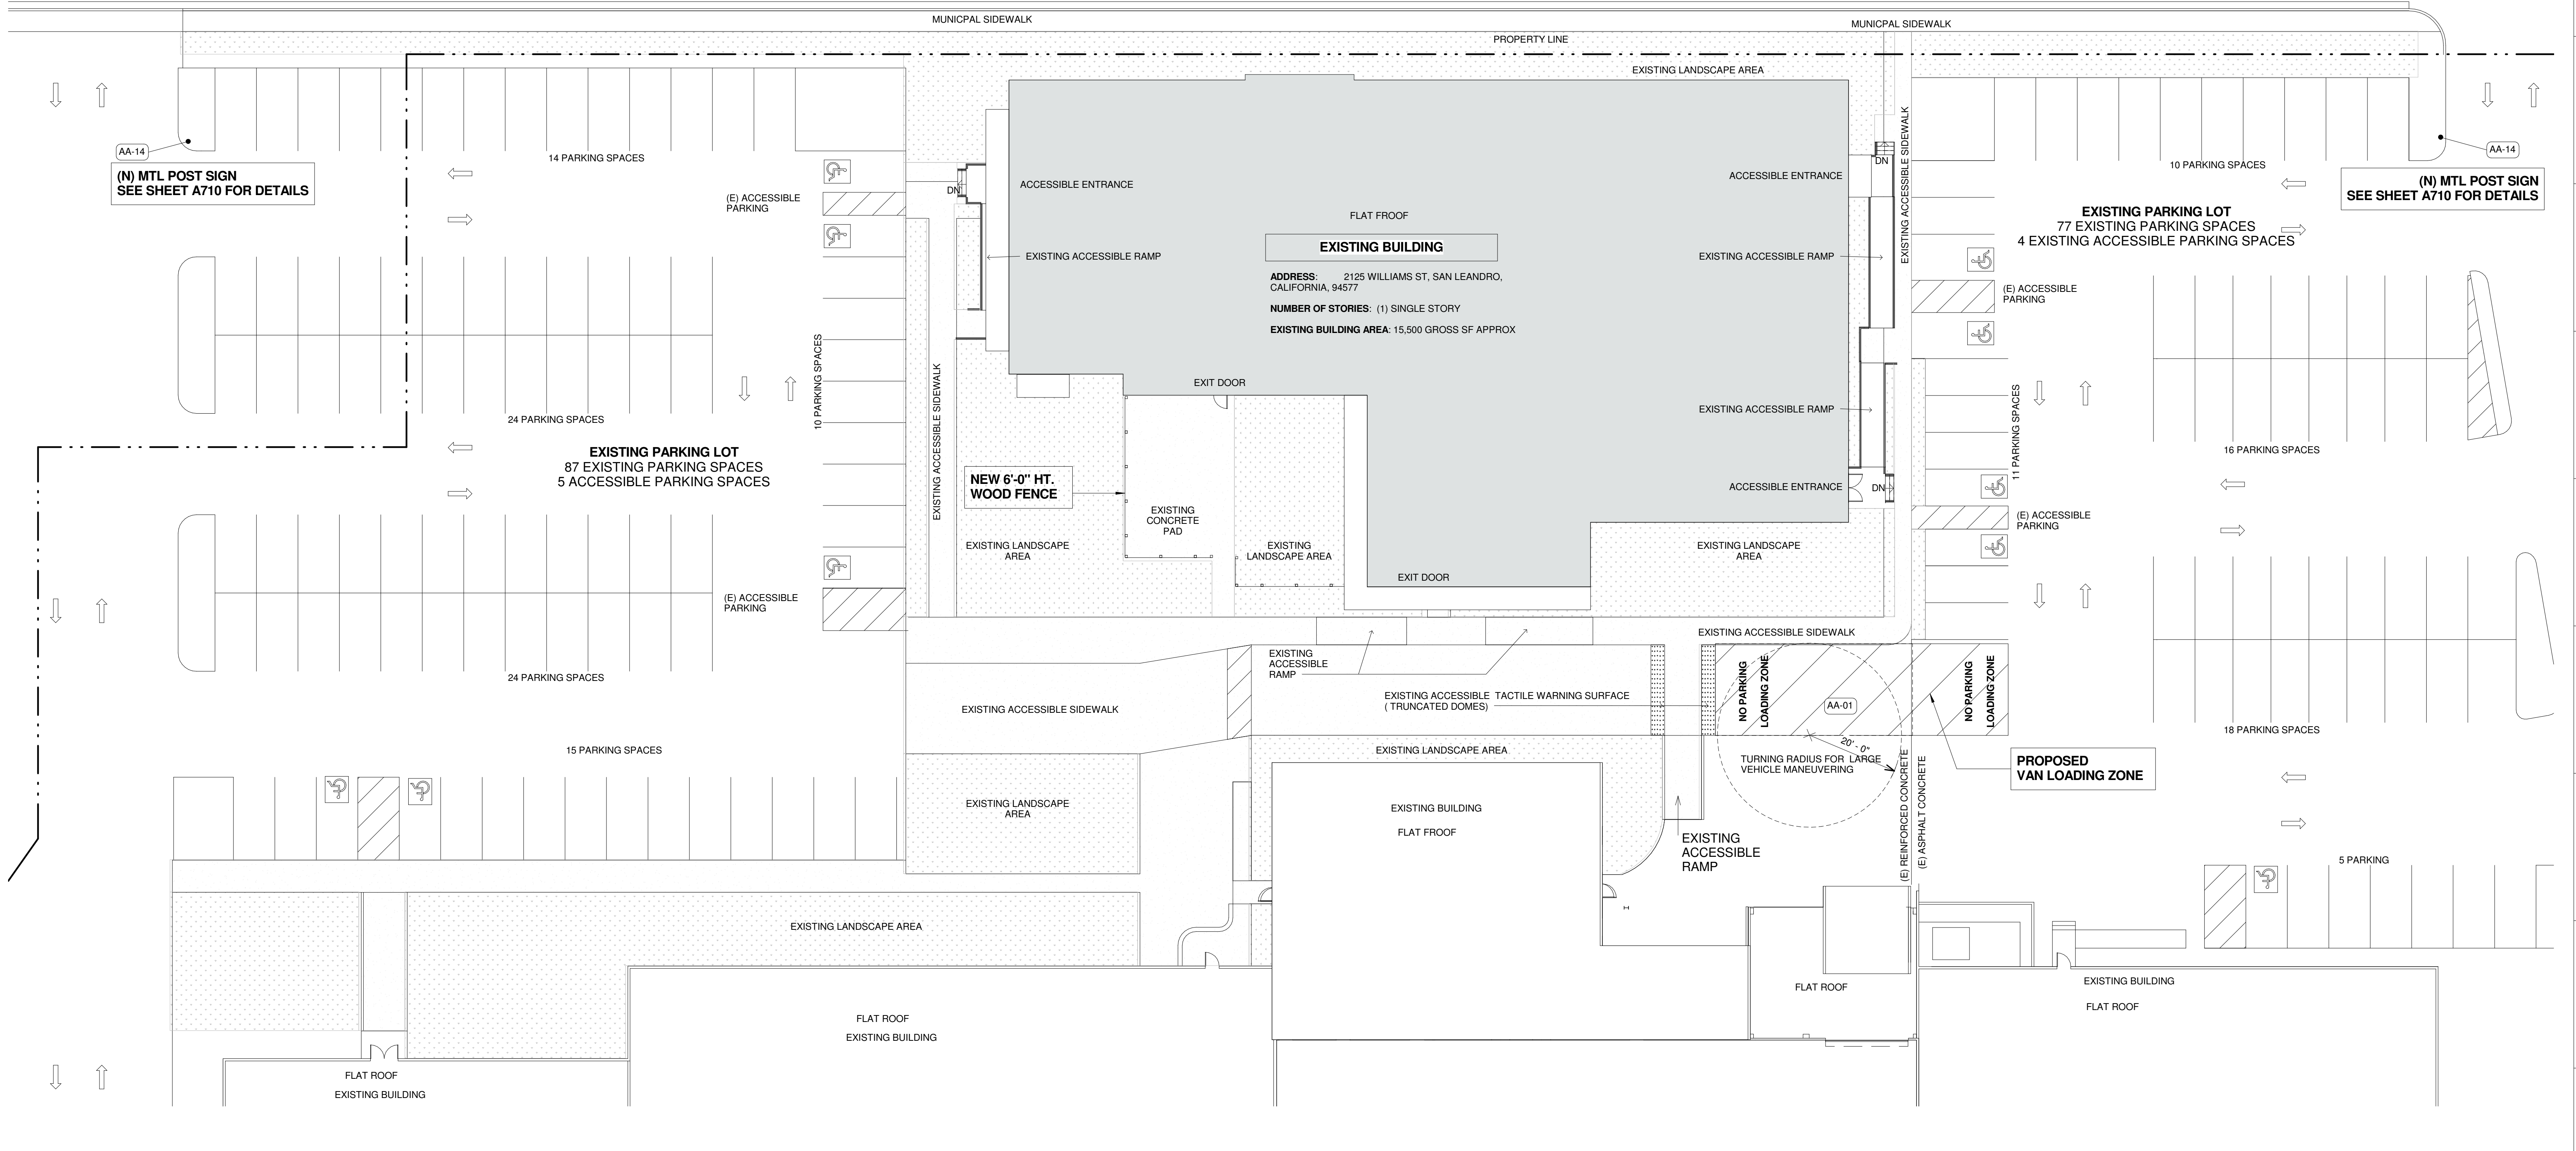 MUNICPAL SIDEWALK
MUNICPAL SIDEWALK
PROPERTY LINE
EXISTING LANDSCAPE AREA
AA-14
(N) MTL POST SIGN
SEE SHEET A710 FOR DETAILS
14 PARKING SPACES
(E) ACCESSIBLE
PARKING
DN
ACCESSIBLE ENTRANCE
EXISTING ACCESSIBLE RAMP
FLAT FROOF
EXISTING BUILDING
ADDRESS: 2125 WILLIAMS ST, SAN LEANDRO,
CALIFORNIA, 94577
NUMBER OF STORIES: (1) SINGLE STORY
EXISTING BUILDING AREA: 15,500 GROSS SF APPROX
ACCESSIBLE ENTRANCE
DN
EXISTING ACCESSIBLE RAMP
EXISTING ACCESSIBLE SIDEWALK
10 PARKING SPACES
AA-14
(N) MTL POST SIGN
SEE SHEET A710 FOR DETAILS
EXISTING PARKING LOT
77 EXISTING PARKING SPACES
4 EXISTING ACCESSIBLE PARKING SPACES
(E) ACCESSIBLE
PARKING
24 PARKING SPACES
10 PARKING SPACES
EXISTING ACCESSIBLE SIDEWALK
EXIT DOOR
EXISTING ACCESSIBLE RAMP
11 PARKING SPACES
16 PARKING SPACES
EXISTING PARKING LOT
87 EXISTING PARKING SPACES
5 ACCESSIBLE PARKING SPACES
NEW 6'-0" HT.
WOOD FENCE
EXISTING
CONCRETE
PAD
ACCESSIBLE ENTRANCE
DN
(E) ACCESSIBLE
PARKING
EXISTING LANDSCAPE
AREA
EXISTING
LANDSCAPE AREA
EXISTING LANDSCAPE
AREA
EXIT DOOR
(E) ACCESSIBLE
PARKING
EXISTING ACCESSIBLE SIDEWALK
EXISTING
ACCESSIBLE
RAMP
24 PARKING SPACES
EXISTING ACCESSIBLE TACTILE WARNING SURFACE
( TRUNCATED DOMES)
NO PARKING
LOADING ZONE
AA-01
NO PARKING
LOADING ZONE
EXISTING ACCESSIBLE SIDEWALK
18 PARKING SPACES
15 PARKING SPACES
EXISTING LANDSCAPE AREA
20' - 0"
TURNING RADIUS FOR LARGE
VEHICLE MANEUVERING
PROPOSED
VAN LOADING ZONE
EXISTING LANDSCAPE
AREA
EXISTING BUILDING
FLAT FROOF
EXISTING
ACCESSIBLE
RAMP
(E) REINFORCED CONCRETE
(E) ASPHALT CONCRETE
5 PARKING
EXISTING LANDSCAPE AREA
FLAT ROOF
EXISTING BUILDING
FLAT ROOF
FLAT ROOF
EXISTING BUILDING
FLAT ROOF
EXISTING BUILDING